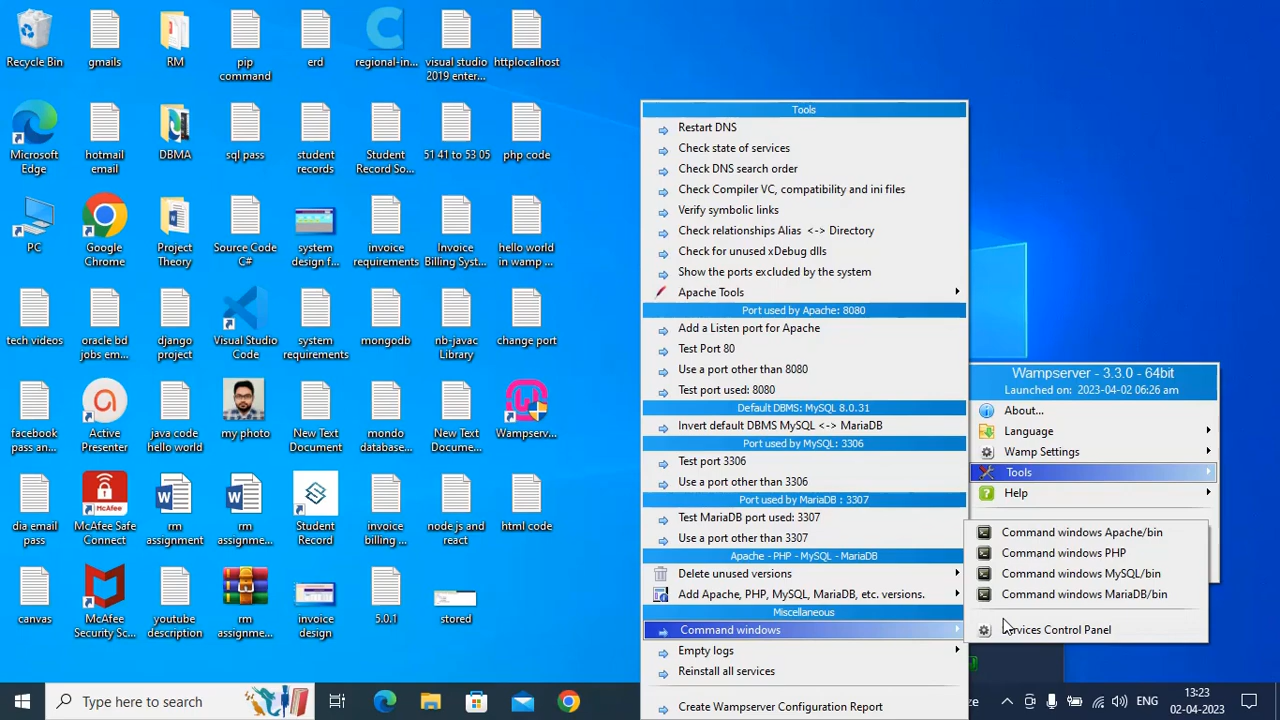 Recycle Bin
gmails
RM
pip
command
erd
regional-in...
visual studio
2019 enter...
httplocalhost
Microsoft
Edge
hotmail
email
DBMA
sql pass
student
records
Student
Record So...
51 41 to 53 05
php code
PC
Google
Chrome
Project
Theory
Source Code
C#
system
design f...
invoice
requirements
Invoice
Billing Syst...
hello world
in wamp ...
tech videos
oracle bd
jobs em...
django
project
Visual Studio
Code
system
requirements
mongodb
nb-javac
Library
change port
facebook
pass an...
Active
Presenter
java code
hello world
my photo
New Text
Document
mondo
database...
New Text
Docume...
Wampserv...
dia email
pass
McAfee Safe
Connect
rm
assignment
rm
assignme...
Student
Record
invoice
billing ...
node js and
react
html code
canvas
McAfee
Security Sc...
youtube
description
rm
assignme...
invoice
design
5.0.1
stored
Tools
Restart DNS
Check state of services
Check DNS search order
Check Compiler VC, compatibility and ini files
Verify symbolic links
Check relationships Alias <-> Directory
Check for unused xDebug dlls
Show the ports excluded by the system
Apache Tools
Port used by Apache: 8080
Add a Listen port for Apache
Test Port 80
Use a port other than 8080
Test port used: 8080
Default DBMS: MySQL 8.0.31
Invert default DBMS MySQL <-> MariaDB
Port used by MySQL: 3306
Test port 3306
Use a port other than 3306
Port used by MariaDB : 3307
Test MariaDB port used: 3307
Use a port other than 3307
Apache - PHP - MySQL - MariaDB
Delete unused versions
Add Apache, PHP, MySQL, MariaDB, etc. versions.
Miscellaneous
Command windows
Empty logs
Reinstall all services
Create Wampserver Configuration Report
Wampserver - 3.3.0 - 64bit
Launched on: 2023-04-02 06:26 am
About...
Language
Wamp Settings
Tools
Help
Command windows Apache/bin
Command windows PHP
Command windows MySQL/bin
Command windows MariaDB/bin
Services Control Panel
Type here to search
ENG
13:23
02-04-2023